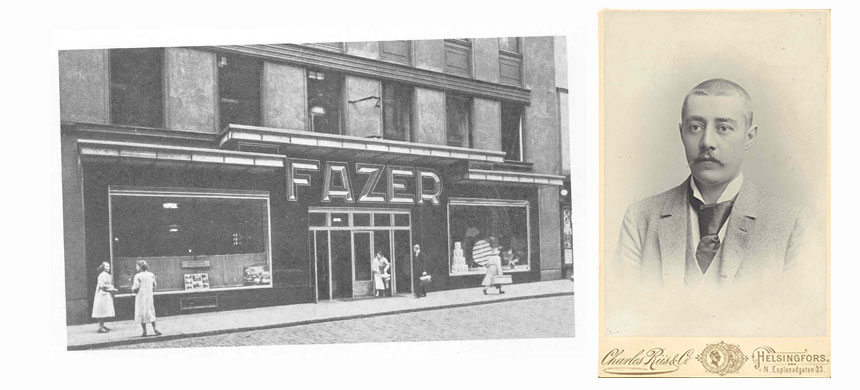 FAZER
Charles Riis & Co
HELSINGFORS.
N. Esplanadgatan 33.